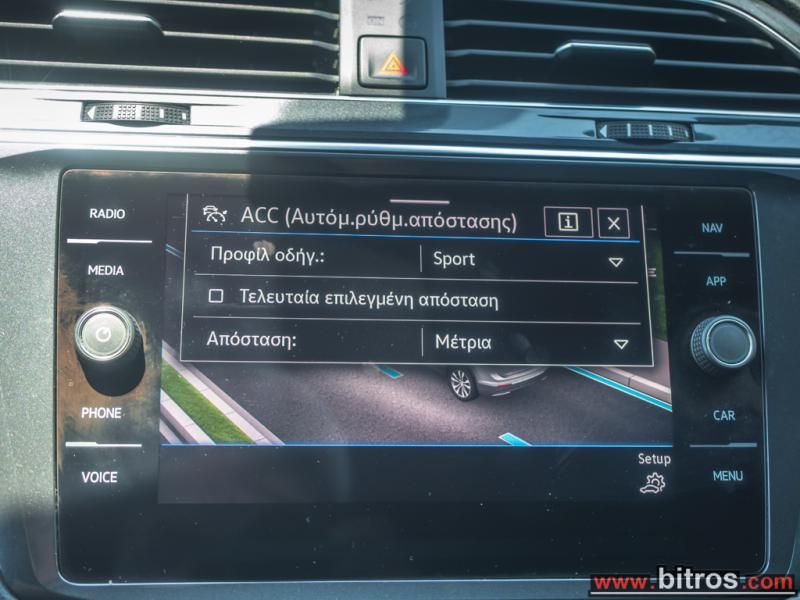 RADIO
MEDIA
PHONE
VOICE
ACC (Αυτόμ.ρύθμ.απόστασης)
i
Προφίλ οδήγ.:
Sport
Τελευταία επιλεγμένη απόσταση
Απόσταση:
Μέτρια
Setup
NAV
APP
CAR
MENU
www.bitros.com